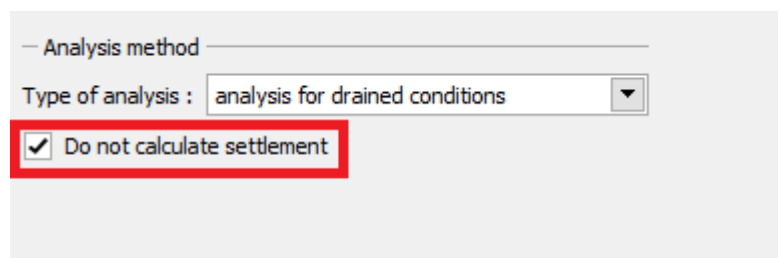 Analysis method
Type of analysis : analysis for drained conditions
Do not calculate settlement